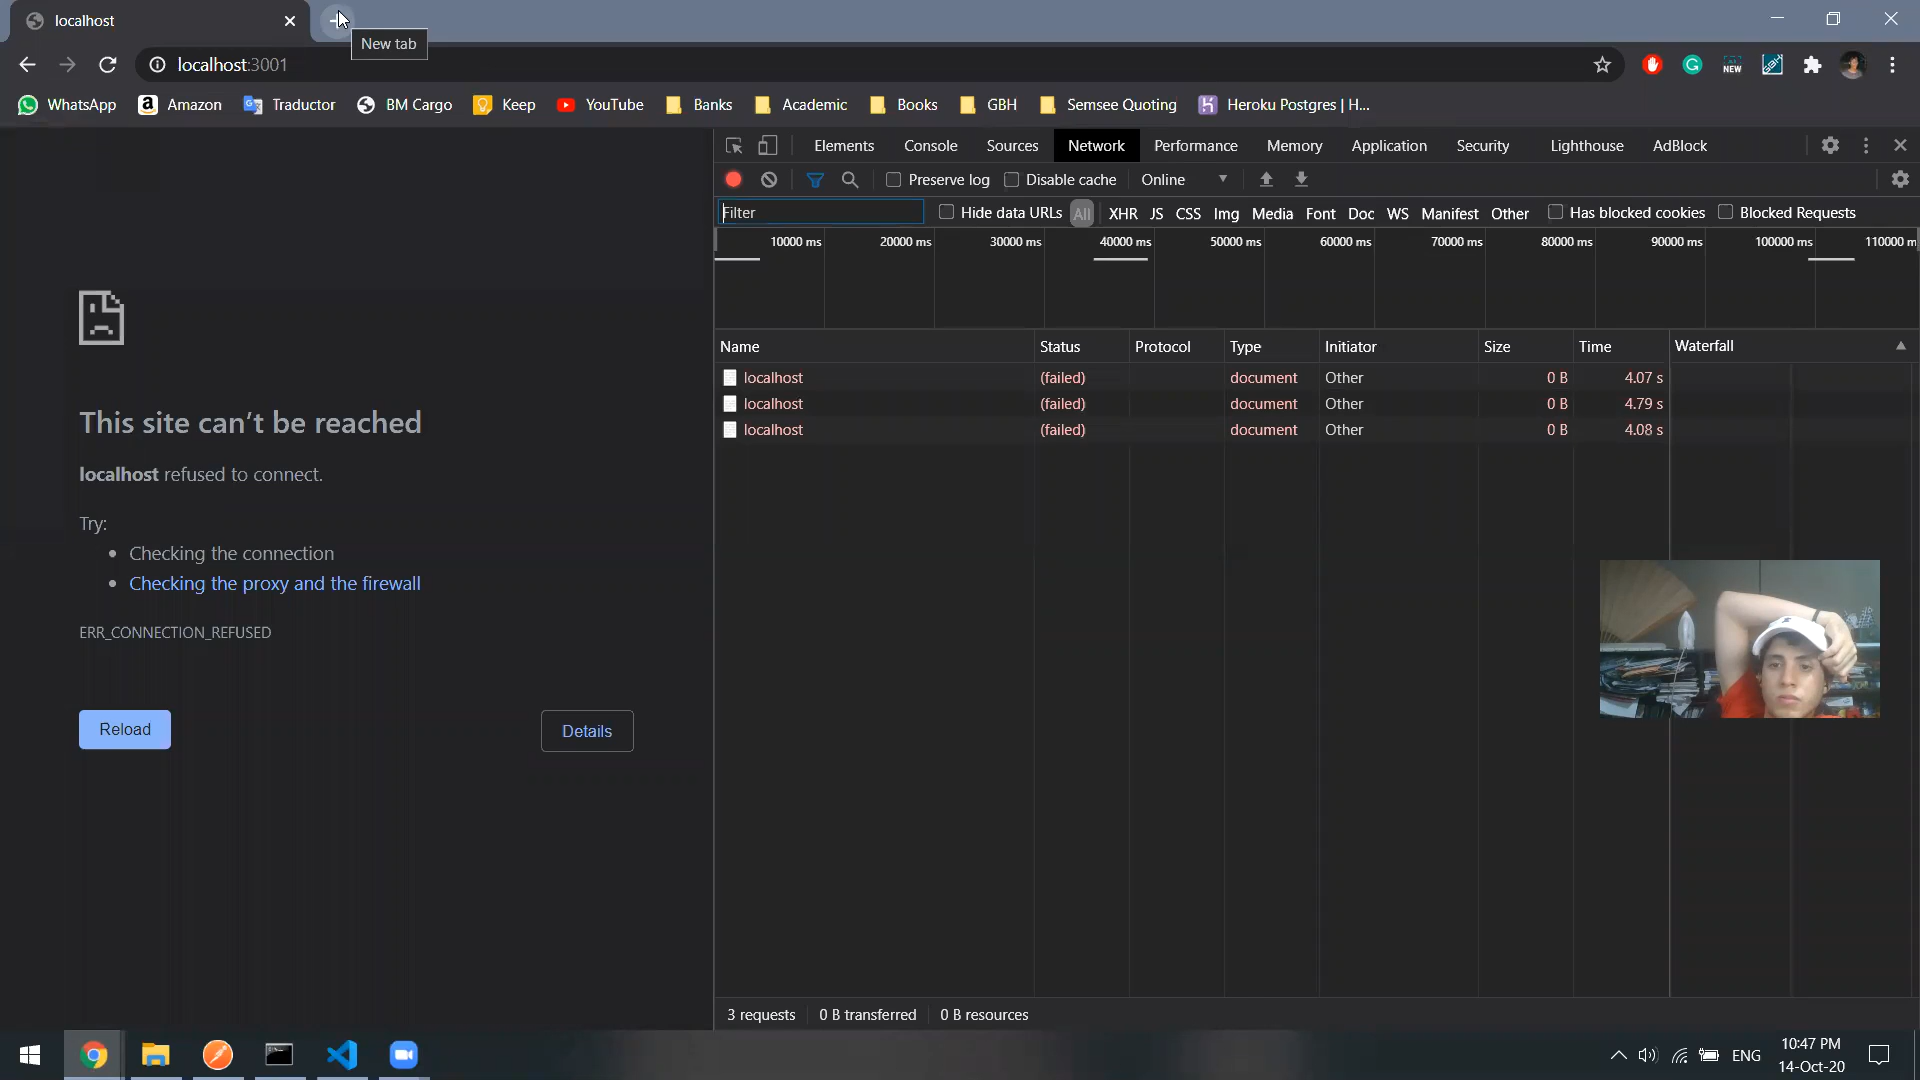 localhost
New tab
localhost:3001
WhatsApp Amazon Traductor BM Cargo Keep YouTube Banks Academic Books GBH Semsee Quoting Heroku Postgres | H...
NEW
Elements Console Sources Network Performance Memory Application Security Lighthouse AdBlock
Preserve log Disable cache Online
Filter Hide data URLs All XHR JS CSS Img Media Font Doc WS Manifest Other Has blocked cookies Blocked Requests
10000 ms 20000 ms 30000 ms 40000 ms 50000 ms 60000 ms 70000 ms 80000 ms 90000 ms 100000 ms 110000 m
Name Status Protocol Type Initiator Size Time Waterfall
localhost (failed) document Other 0 B 4.07 s
localhost (failed) document Other 0 B 4.79 s
localhost (failed) document Other 0 B 4.08 s
This site can’t be reached
localhost refused to connect.
Try:
• Checking the connection
• Checking the proxy and the firewall
ERR_CONNECTION_REFUSED
Reload Details
3 requests 0 B transferred 0 B resources
ENG
10:47 PM
14-Oct-20